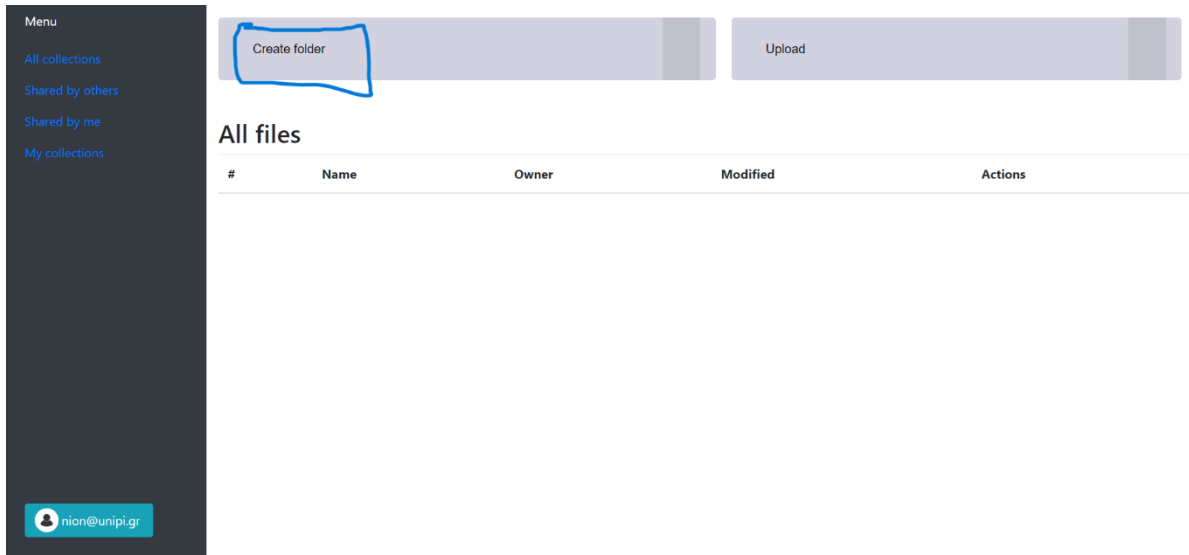 Menu
All collections
Shared by others
Shared by me
My collections
nion@unipi.gr
Create folder
Upload
All files
# Name Owner Modified Actions